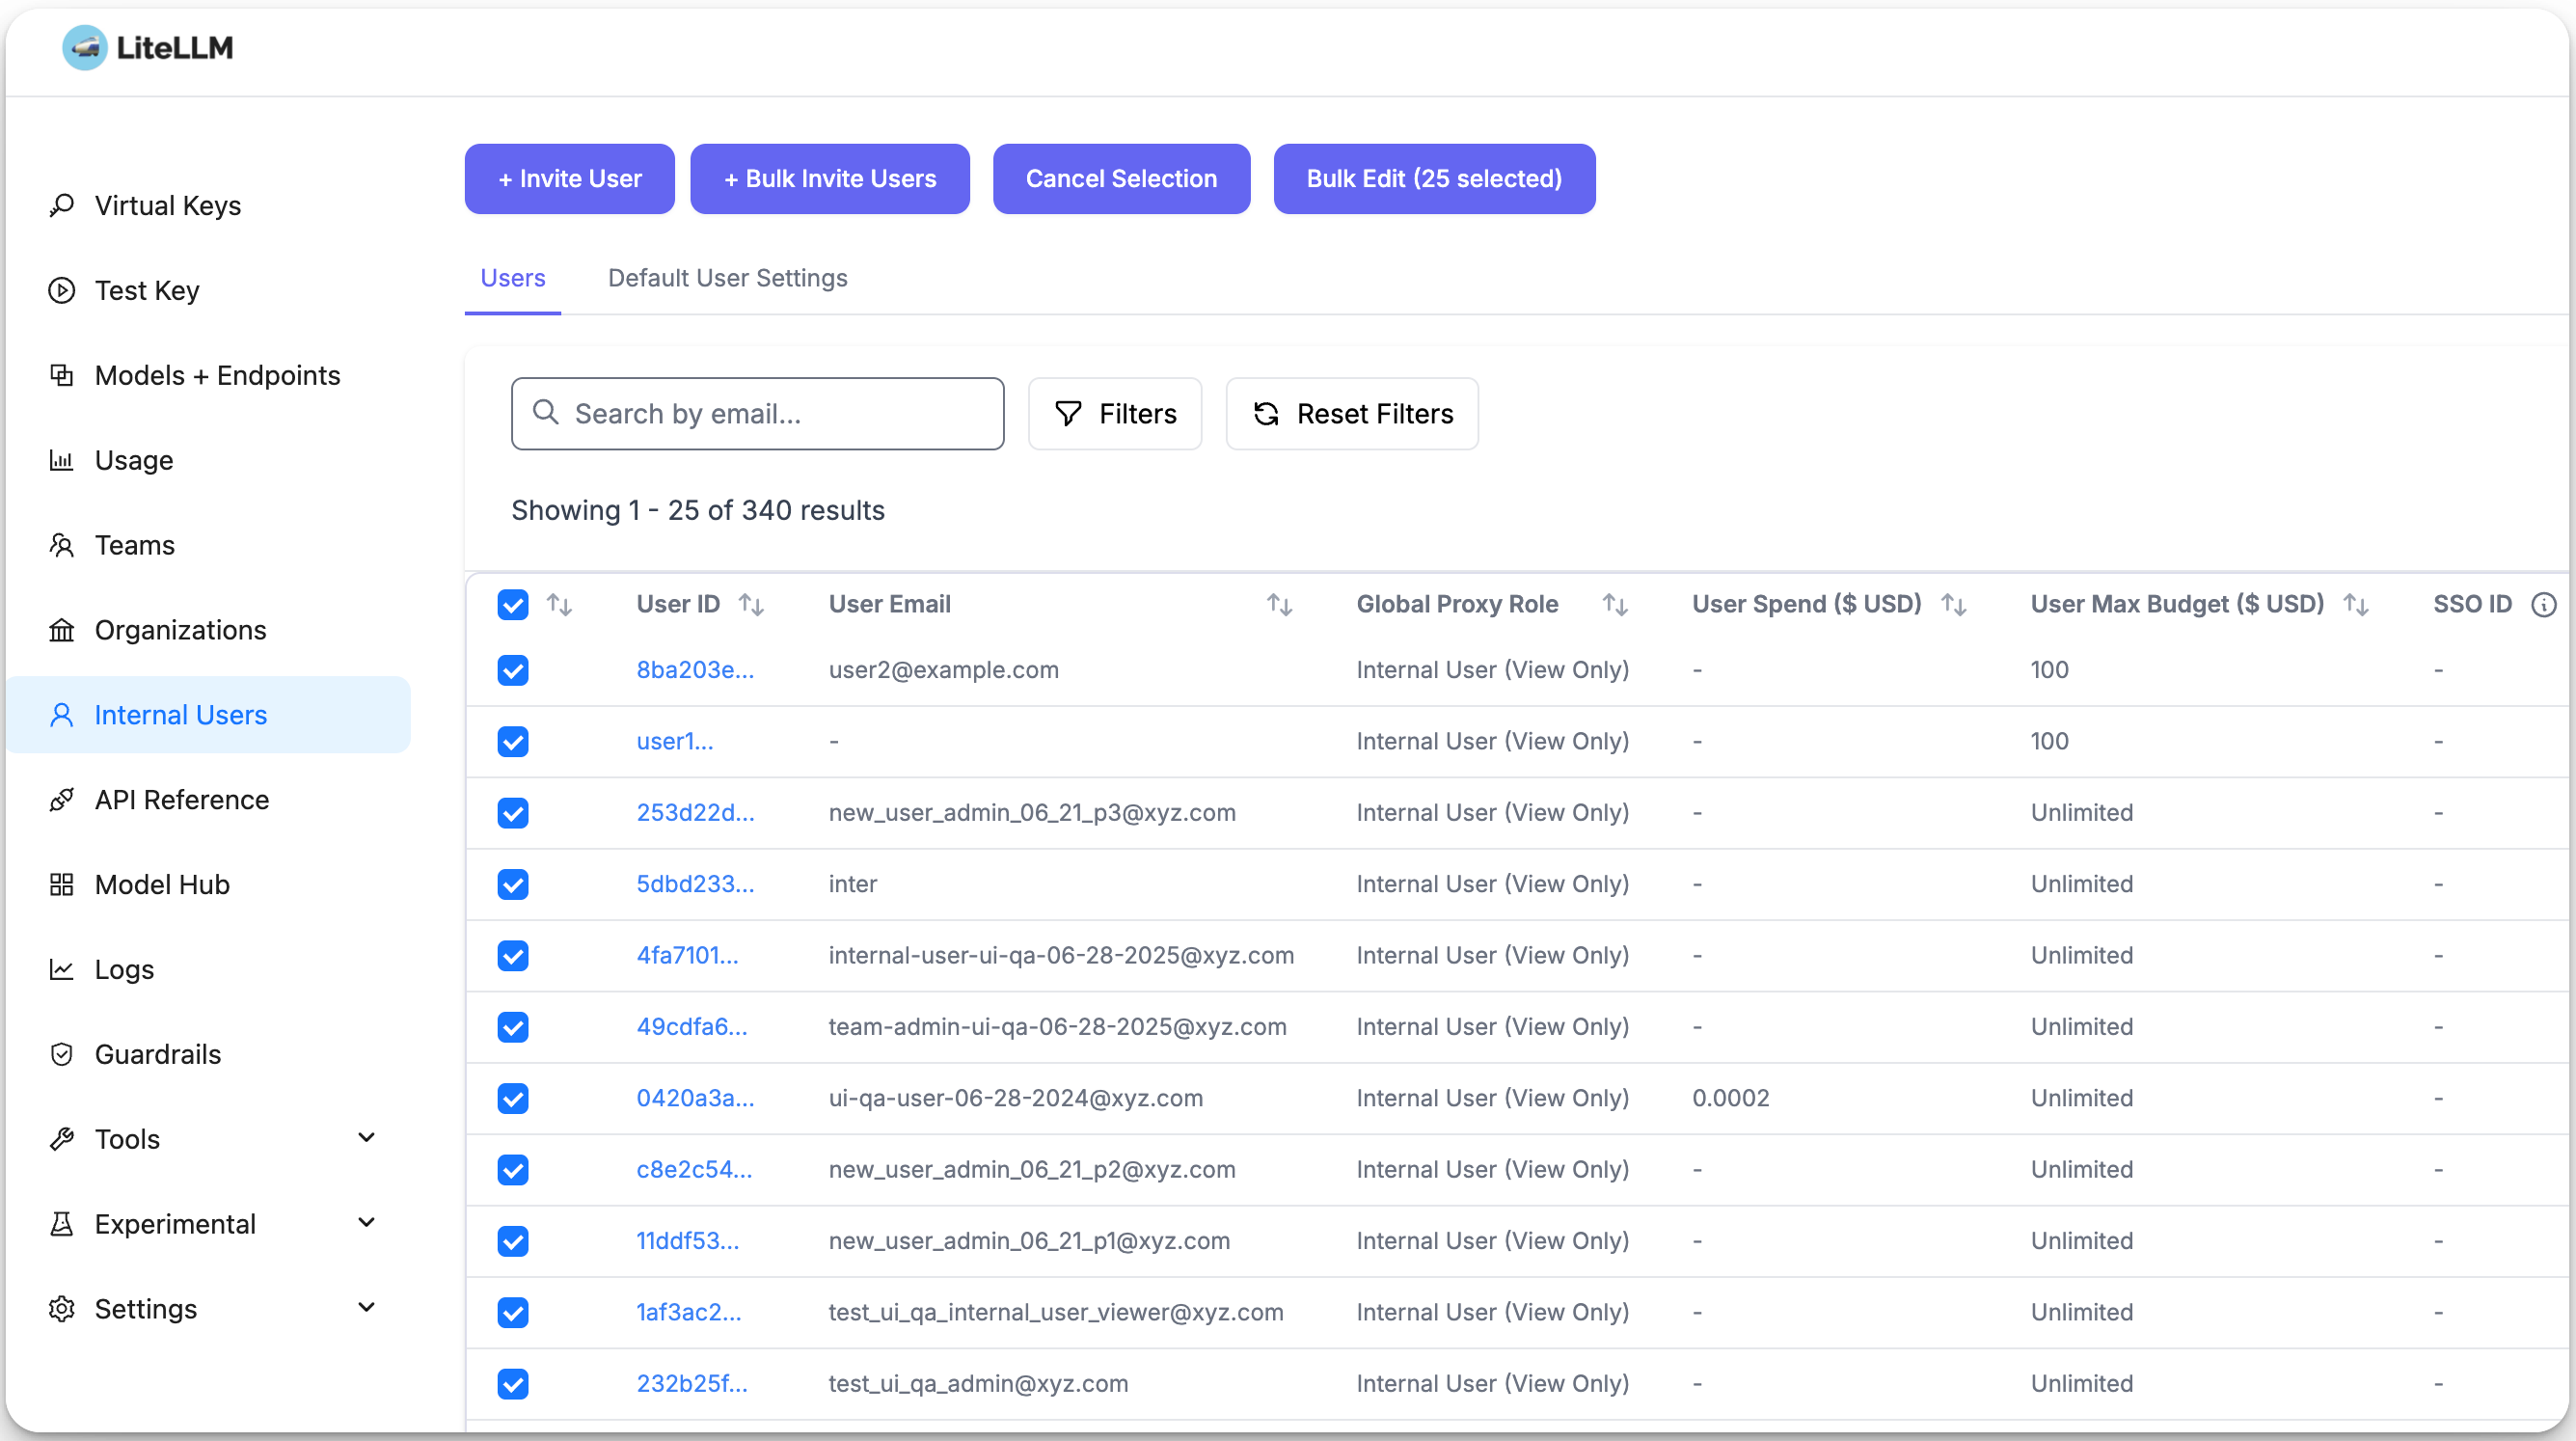 LiteLLM
+ Invite User + Bulk Invite Users Cancel Selection Bulk Edit (25 selected)
Virtual Keys
Test Key
Models + Endpoints
Usage
Teams
Organizations
Internal Users
API Reference
Model Hub
Logs
Guardrails
Tools
Experimental
Settings
Users Default User Settings
Search by email... Filters Reset Filters
Showing 1 - 25 of 340 results
User ID User Email Global Proxy Role User Spend ($ USD) User Max Budget ($ USD) SSO ID
8ba203e... user2@example.com Internal User (View Only) - 100 -
user1... - Internal User (View Only) - 100 -
253d22d... new_user_admin_06_21_p3@xyz.com Internal User (View Only) - Unlimited -
5dbd233... inter Internal User (View Only) - Unlimited -
4fa7101... internal-user-ui-qa-06-28-2025@xyz.com Internal User (View Only) - Unlimited -
49cdfa6... team-admin-ui-qa-06-28-2025@xyz.com Internal User (View Only) - Unlimited -
0420a3a... ui-qa-user-06-28-2024@xyz.com Internal User (View Only) 0.0002 Unlimited -
c8e2c54... new_user_admin_06_21_p2@xyz.com Internal User (View Only) - Unlimited -
11ddf53... new_user_admin_06_21_p1@xyz.com Internal User (View Only) - Unlimited -
1af3ac2... test_ui_qa_internal_user_viewer@xyz.com Internal User (View Only) - Unlimited -
232b25f... test_ui_qa_admin@xyz.com Internal User (View Only) - Unlimited -